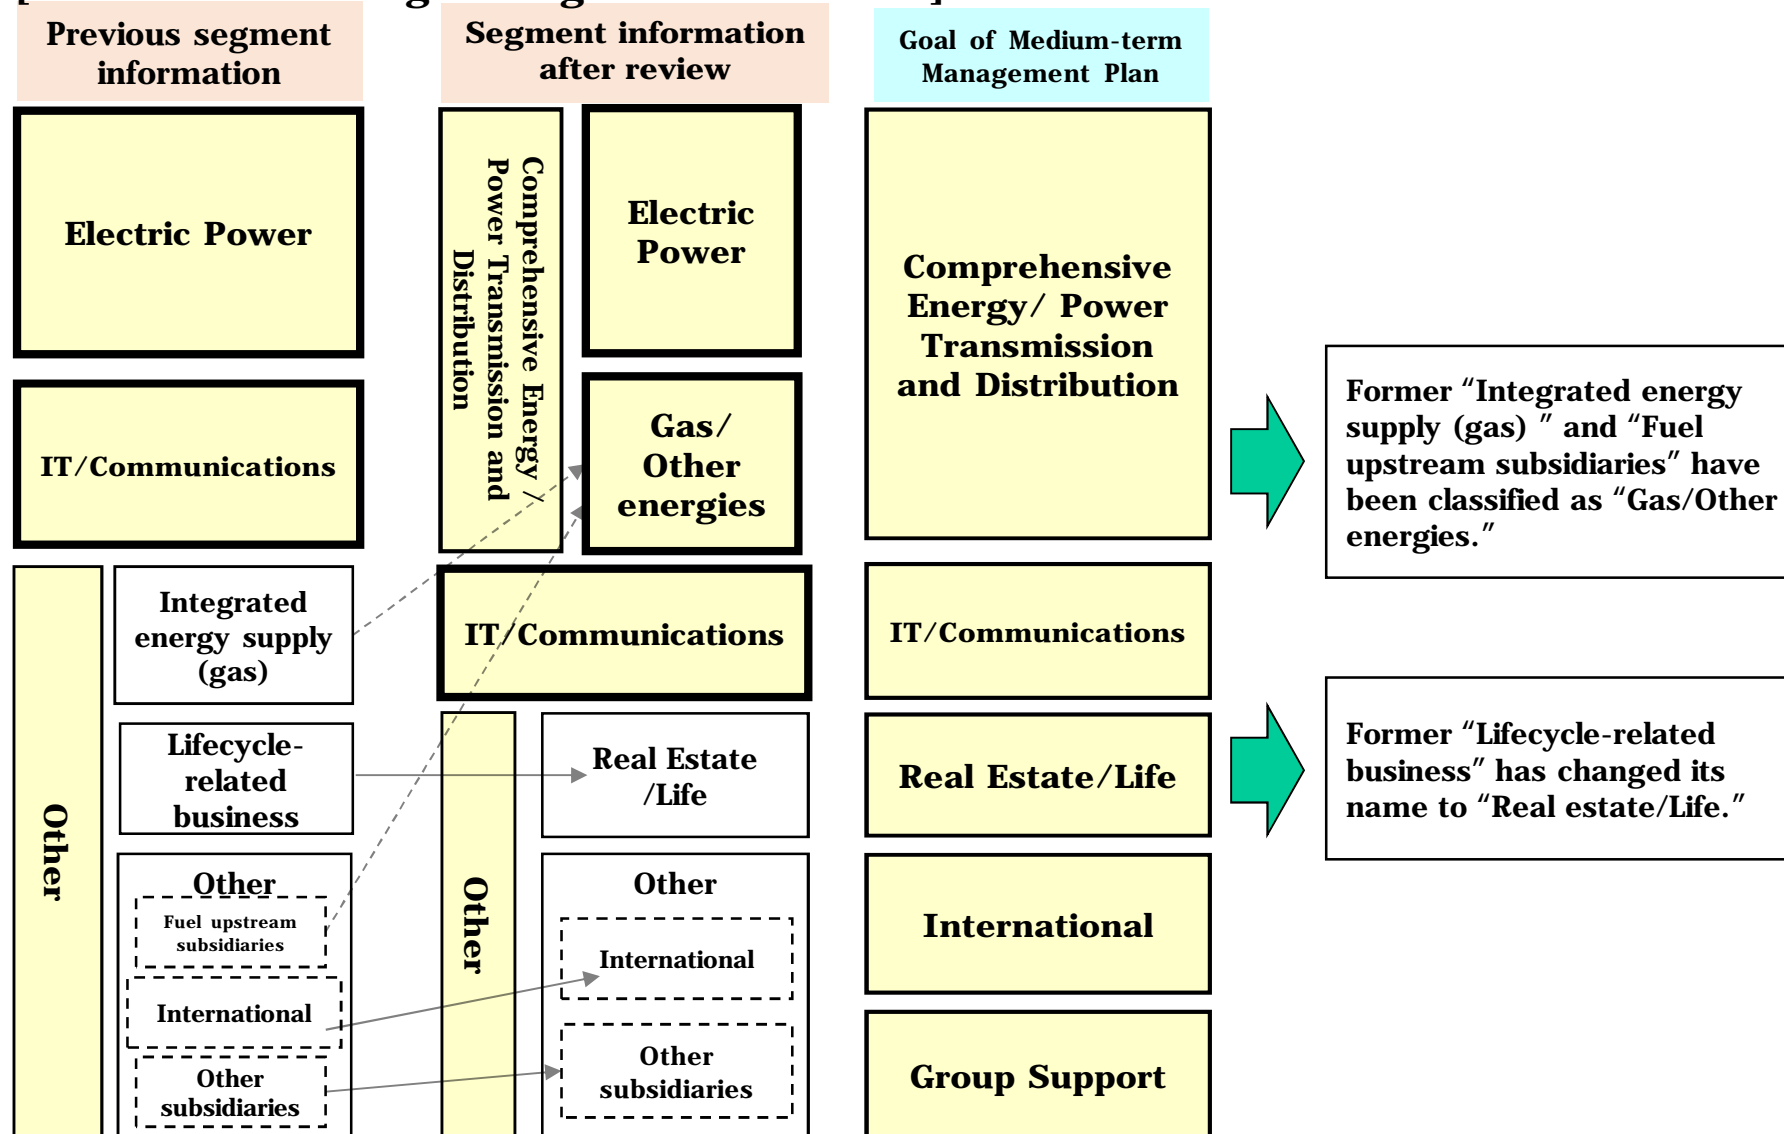 Previous segment
information
Segment information
after review
Goal of Medium-term
Management Plan
Electric Power
IT/Communications
Other
Integrated
energy supply
(gas)
Lifecycle-
related
business
Other
Fuel upstream
subsidiaries
International
Other
subsidiaries
Comprehensive Energy /
Power Transmission and
Distribution
Electric
Power
Gas/
Other
energies
IT/Communications
Other
Real Estate
/Life
Other
International
Other
subsidiaries
Comprehensive
Energy/ Power
Transmission
and Distribution
IT/Communications
Real Estate/Life
International
Group Support
Former “Integrated energy
supply (gas) ” and “Fuel
upstream subsidiaries” have
been classified as “Gas/Other
energies.”
Former “Lifecycle-related
business” has changed its
name to “Real estate/Life.”